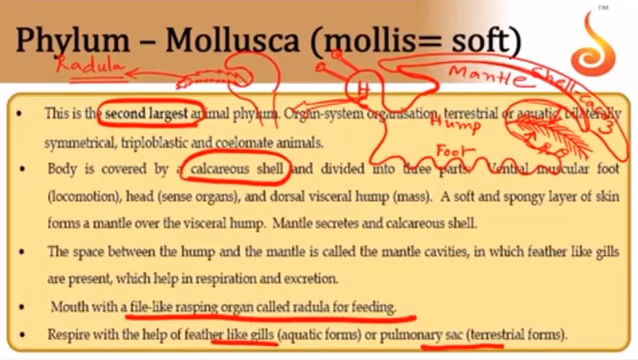 ™
Phylum – Mollusca (mollis= soft)
Radula
H
Mantle
Shell-CaCO3
Hump
Foot
• This is the second largest animal phylum. Organ-system organisation, terrestrial or aquatic, bilaterally
symmetrical, triploblastic and coelomate animals.
• Body is covered by a calcareous shell and divided into three parts: Ventral muscular foot
(locomotion), head (sense organs), and dorsal visceral hump (mass). A soft and spongy layer of skin
forms a mantle over the visceral hump. Mantle secretes and calcareous shell.
• The space between the hump and the mantle is called the mantle cavities, in which feather like gills
are present, which help in respiration and excretion.
• Mouth with a file-like rasping organ called radula for feeding.
• Respire with the help of feather like gills (aquatic forms) or pulmonary sac (terrestrial forms).